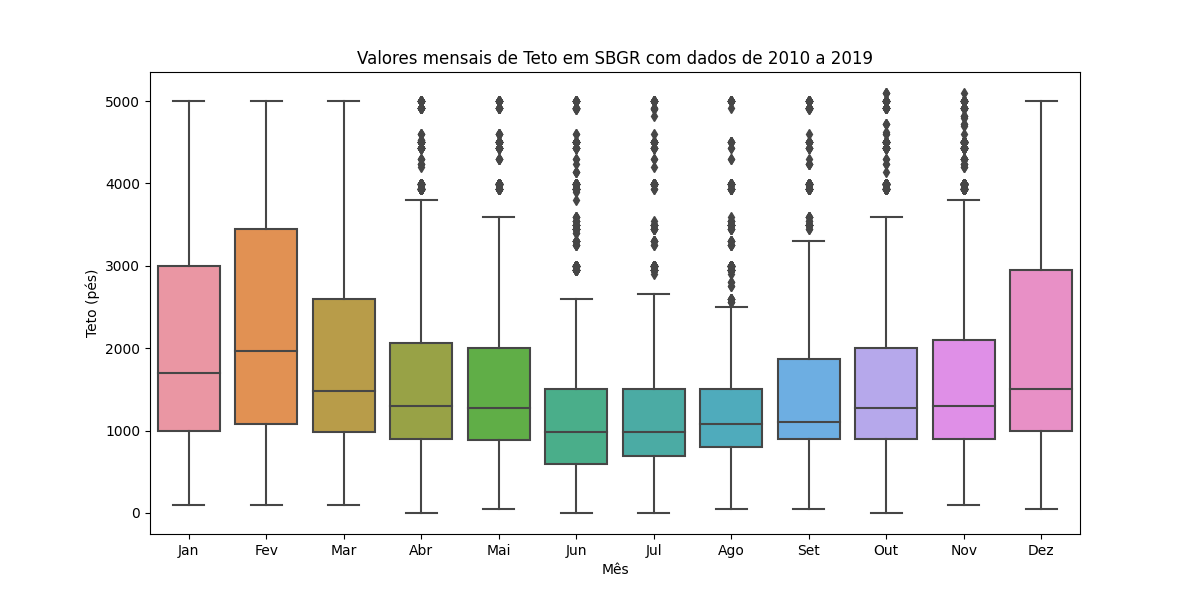 Valores mensais de Teto em SBGR com dados de 2010 a 2019
Teto (pés)
5000
4000
3000
2000
1000
0
Jan Fev Mar Abr Mai Jun Jul Ago Set Out Nov Dez
Mês